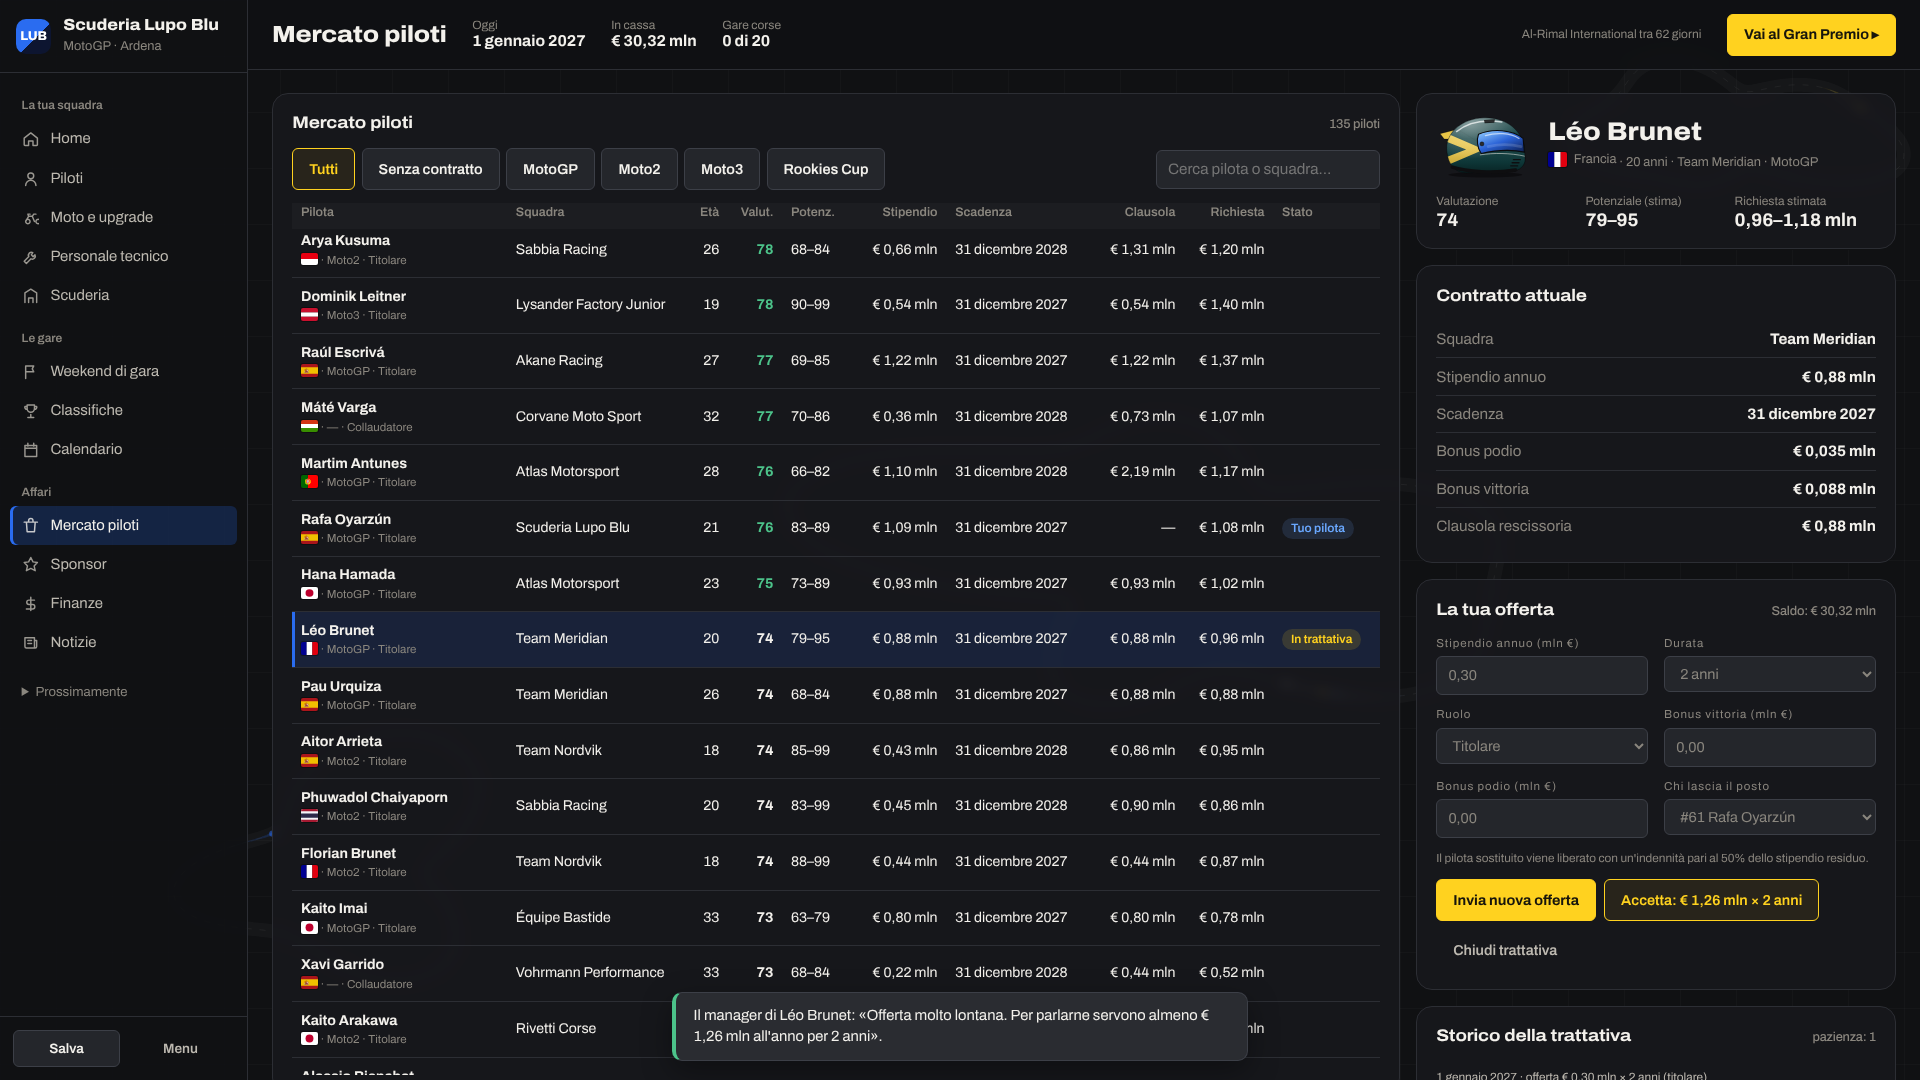 LUB
Scuderia Lupo Blu
MotoGP · Ardena
La tua squadra
Home
Piloti
Moto e upgrade
Personale tecnico
Scuderia
Le gare
Weekend di gara
Classifiche
Calendario
Affari
Mercato piloti
Sponsor
Finanze
Notizie
Prossimamente
Salva Menu
Mercato piloti
Oggi
1 gennaio 2027
In cassa
€ 30,32 mln
Gare corse
0 di 20
Al-Rimal International tra 62 giorni
Vai al Gran Premio ▸
Mercato piloti 135 piloti
Tutti Senza contratto MotoGP Moto2 Moto3 Rookies Cup Cerca pilota o squadra...
Pilota Squadra Età Valut. Potenz. Stipendio Scadenza Clausola Richiesta Stato
Arya Kusuma
· Moto2 · Titolare
Sabbia Racing 26 78 68–84 € 0,66 mln 31 dicembre 2028 € 1,31 mln € 1,20 mln
Dominik Leitner
· Moto3 · Titolare
Lysander Factory Junior 19 78 90–99 € 0,54 mln 31 dicembre 2027 € 0,54 mln € 1,40 mln
Raúl Escrivá
· MotoGP · Titolare
Akane Racing 27 77 69–85 € 1,22 mln 31 dicembre 2027 € 1,22 mln € 1,37 mln
Máté Varga
· — · Collaudatore
Corvane Moto Sport 32 77 70–86 € 0,36 mln 31 dicembre 2028 € 0,73 mln € 1,07 mln
Martim Antunes
· MotoGP · Titolare
Atlas Motorsport 28 76 66–82 € 1,10 mln 31 dicembre 2028 € 2,19 mln € 1,17 mln
Rafa Oyarzún
· MotoGP · Titolare
Scuderia Lupo Blu 21 76 83–89 € 1,09 mln 31 dicembre 2027 — € 1,08 mln Tuo pilota
Hana Hamada
· MotoGP · Titolare
Atlas Motorsport 23 75 73–89 € 0,93 mln 31 dicembre 2027 € 0,93 mln € 1,02 mln
Léo Brunet
· MotoGP · Titolare
Team Meridian 20 74 79–95 € 0,88 mln 31 dicembre 2027 € 0,88 mln € 0,96 mln In trattativa
Pau Urquiza
· MotoGP · Titolare
Team Meridian 26 74 68–84 € 0,88 mln 31 dicembre 2027 € 0,88 mln € 0,88 mln
Aitor Arrieta
· Moto2 · Titolare
Team Nordvik 18 74 85–99 € 0,43 mln 31 dicembre 2028 € 0,86 mln € 0,95 mln
Phuwadol Chaiyaporn
· Moto2 · Titolare
Sabbia Racing 20 74 83–99 € 0,45 mln 31 dicembre 2028 € 0,90 mln € 0,86 mln
Florian Brunet
· Moto2 · Titolare
Team Nordvik 18 74 88–99 € 0,44 mln 31 dicembre 2027 € 0,44 mln € 0,87 mln
Kaito Imai
· MotoGP · Titolare
Équipe Bastide 33 73 63–79 € 0,80 mln 31 dicembre 2027 € 0,80 mln € 0,78 mln
Xavi Garrido
· — · Collaudatore
Vohrmann Performance 33 73 68–84 € 0,22 mln 31 dicembre 2028 € 0,44 mln € 0,52 mln
Kaito Arakawa
· Moto2 · Titolare
Rivetti Corse mln
Il manager di Léo Brunet: «Offerta molto lontana. Per parlarne servono almeno €
1,26 mln all'anno per 2 anni».
Léo Brunet
Francia · 20 anni · Team Meridian · MotoGP
Valutazione Potenziale (stima) Richiesta stimata
74 79–95 0,96–1,18 mln
Contratto attuale
Squadra Team Meridian
Stipendio annuo € 0,88 mln
Scadenza 31 dicembre 2027
Bonus podio € 0,035 mln
Bonus vittoria € 0,088 mln
Clausola rescissoria € 0,88 mln
La tua offerta Saldo: € 30,32 mln
Stipendio annuo (mln €) Durata
0,30 2 anni
Ruolo Bonus vittoria (mln €)
Titolare 0,00
Bonus podio (mln €) Chi lascia il posto
0,00 #61 Rafa Oyarzún
Il pilota sostituito viene liberato con un'indennità pari al 50% dello stipendio residuo.
Invia nuova offerta Accetta: € 1,26 mln × 2 anni
Chiudi trattativa
Storico della trattativa pazienza: 1
1 gennaio 2027 · offerta € 0,30 mln × 2 anni (titolare)